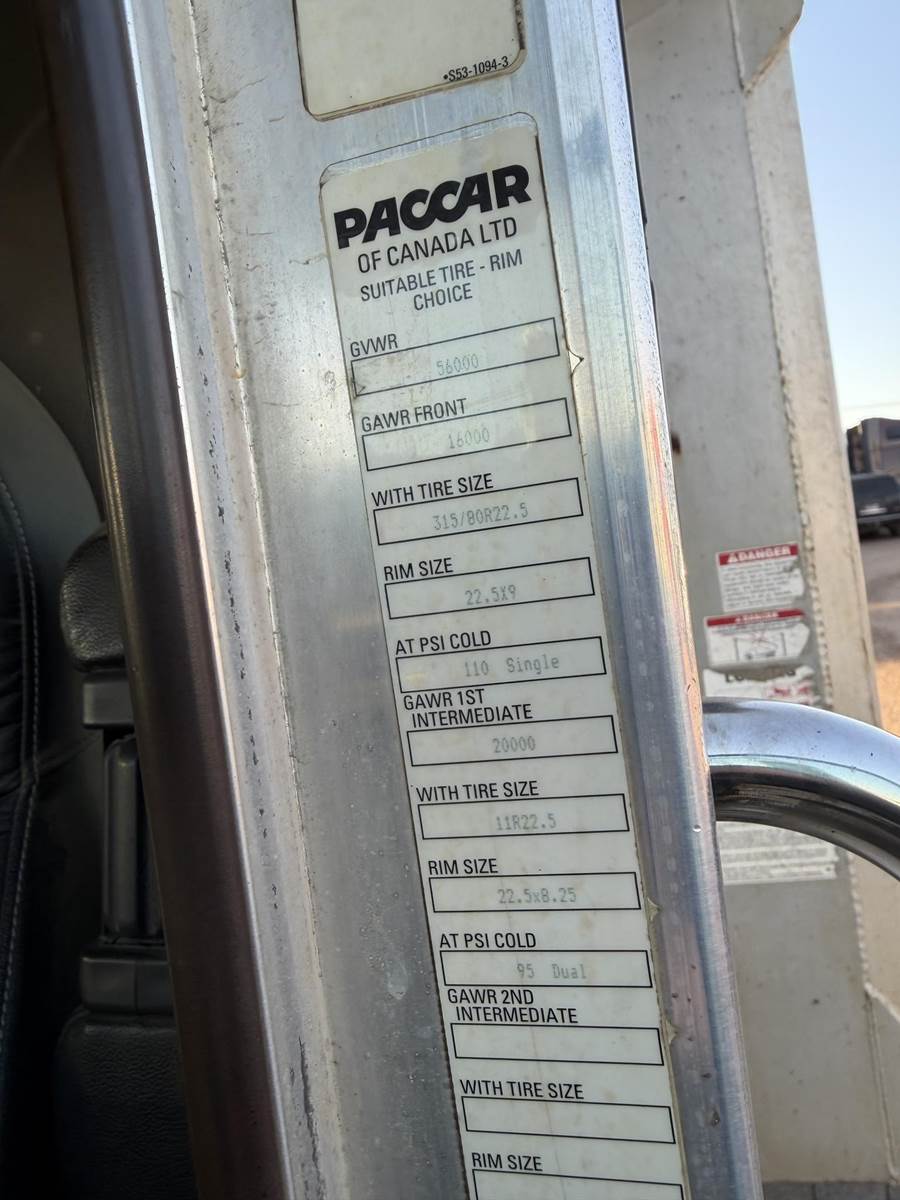 •S53-1094-3
PACCAR
OF CANADA LTD
SUITABLE TIRE - RIM
CHOICE
GVWR
56000
GAWR FRONT
16000
WITH TIRE SIZE
315/80R22.5
RIM SIZE
22.5X9
AT PSI COLD
110 Single
GAWR 1ST
INTERMEDIATE
20000
WITH TIRE SIZE
11R22.5
RIM SIZE
22.5x8.25
AT PSI COLD
95 Dual
GAWR 2ND
INTERMEDIATE
WITH TIRE SIZE
RIM SIZE
DANGER
DANGER